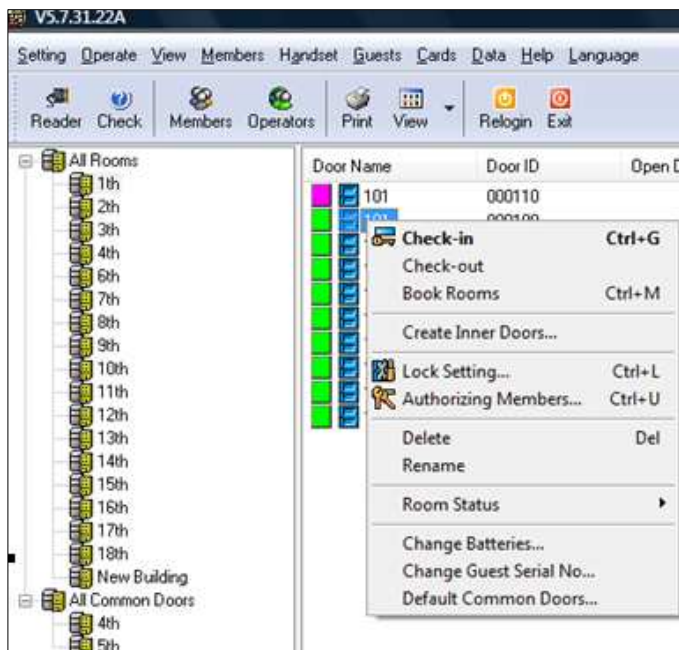 V5.7.31.22A
Setting Operate View Members Handset Guests Cards Data Help Language
Reader Check Members Operators Print View Relogin Exit
All Rooms
1th
2th
3th
4th
6th
7th
8th
9th
10th
11th
12th
13th
14th
15th
16th
17th
18th
New Building
All Common Doors
4th
5th
Door Name Door ID Open D
101 000110
Check-in Ctrl+G
Check-out
Book Rooms Ctrl+M
Create Inner Doors...
Lock Setting... Ctrl+L
Authorizing Members... Ctrl+U
Delete Del
Rename
Room Status
Change Batteries...
Change Guest Serial No...
Default Common Doors...